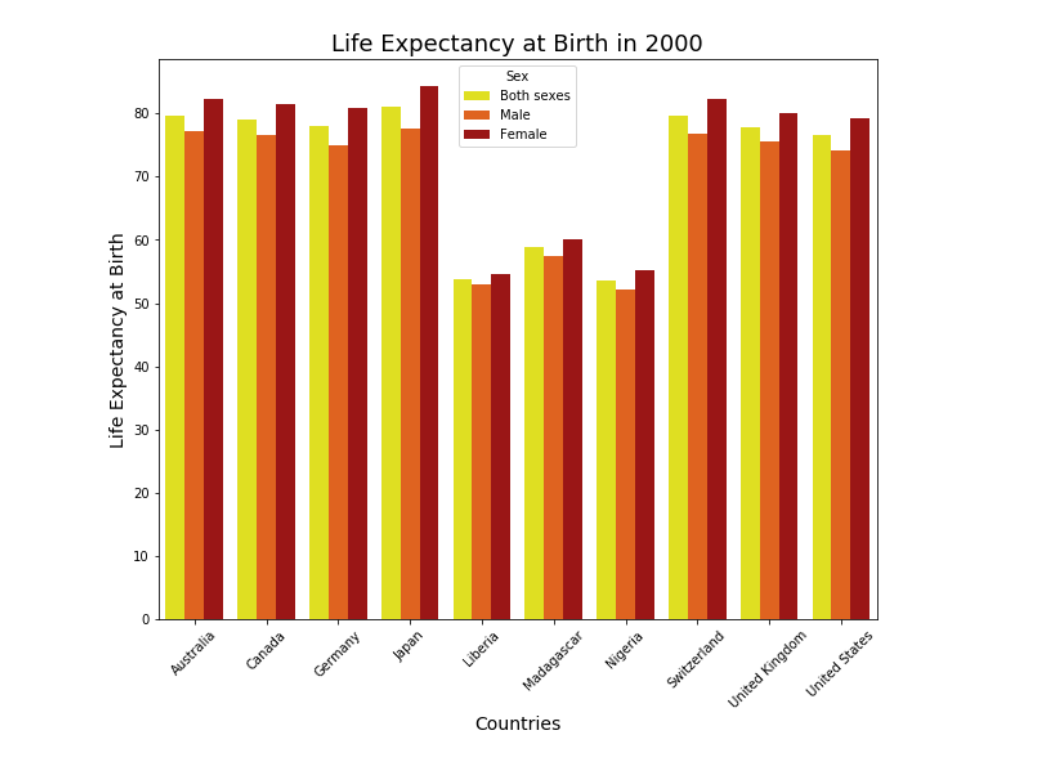 Life Expectancy at Birth in 2000
Sex
Both sexes
Male
Female
Life Expectancy at Birth
80
70
60
50
40
30
20
10
0
Australia
Canada
Germany
Japan
Liberia
Madagascar
Nigeria
Switzerland
United Kingdom
United States
Countries